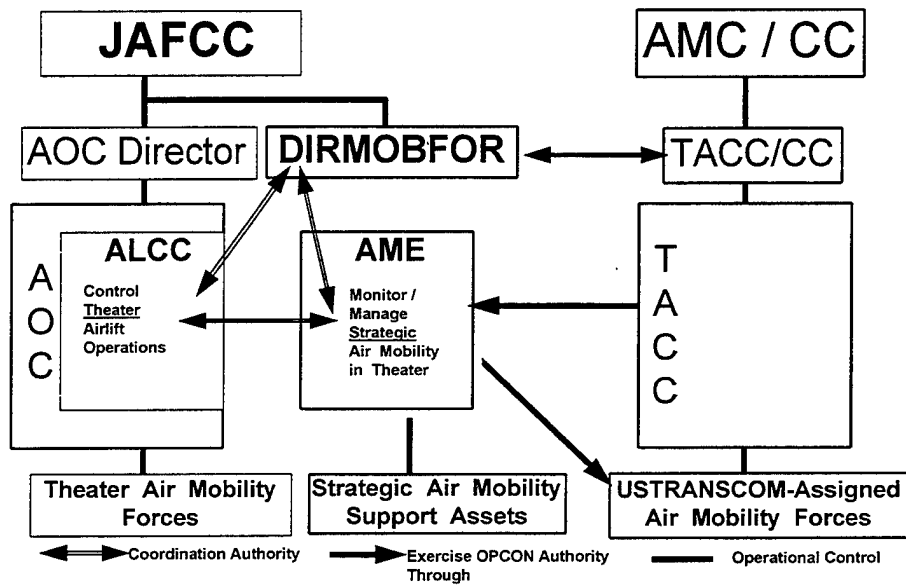 JAFCC
AMC / CC
AOC Director
DIRMOBFOR
TACC/CC
AOC
ALCC
Control
Theater
Airlift
Operations
AME
Monitor /
Manage
Strategic
Air Mobility
in Theater
TACC
Theater Air Mobility
Forces
Strategic Air Mobility
Support Assets
USTRANSCOM-Assigned
Air Mobility Forces
Coordination Authority
Exercise OPCON Authority
Through
Operational Control